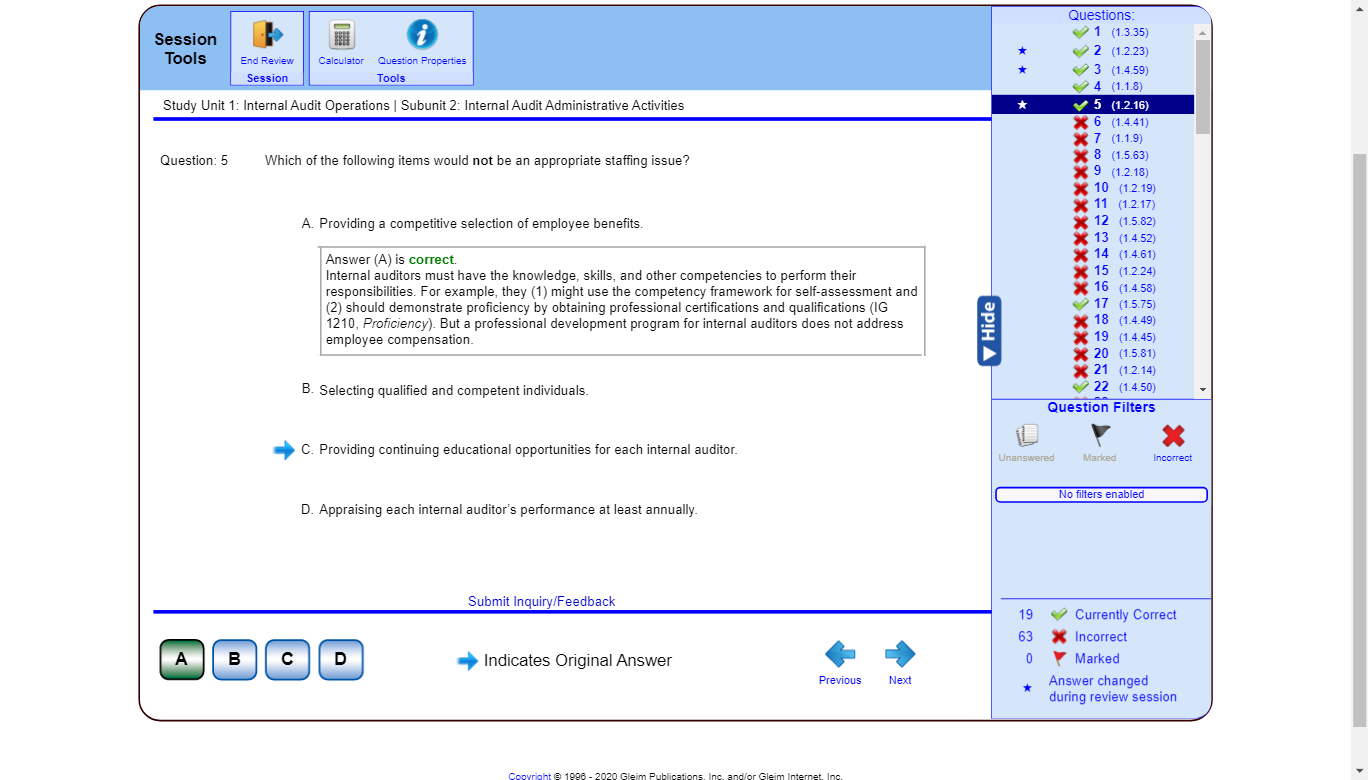 Session
Tools
End Review
Session
Calculator
Question Properties
Tools
Study Unit 1: Internal Audit Operations | Subunit 2: Internal Audit Administrative Activities
Question: 5
Which of the following items would not be an appropriate staffing issue?
A. Providing a competitive selection of employee benefits.
Answer (A) is correct.
Internal auditors must have the knowledge, skills, and other competencies to perform their
responsibilities. For example, they (1) might use the competency framework for self-assessment and
(2) should demonstrate proficiency by obtaining professional certifications and qualifications (IG
1210, Proficiency). But a professional development program for internal auditors does not address
employee compensation.
B. Selecting qualified and competent individuals.
C. Providing continuing educational opportunities for each internal auditor.
D. Appraising each internal auditor's performance at least annually.
Submit Inquiry/Feedback
A B C D
Indicates Original Answer
Previous
Next
Questions:
1 (1.3.35)
2 (1.2.23)
3 (1.4.59)
4 (1.1.8)
5 (1.2.16)
6 (1.4.41)
7 (1.1.9)
8 (1.5.63)
9 (1.2.18)
10 (1.2.19)
11 (1.2.17)
12 (1.5.82)
13 (1.4.52)
14 (1.4.61)
15 (1.2.24)
16 (1.4.58)
17 (1.5.75)
18 (1.4.49)
19 (1.4.45)
20 (1.5.81)
21 (1.2.14)
22 (1.4.50)
Hide
Question Filters
Unanswered
Marked
Incorrect
No filters enabled
19 Currently Correct
63 Incorrect
0 Marked
Answer changed
during review session
Copyright © 1996 - 2020 Gleim Publications, Inc. and/or Gleim Internet, Inc.